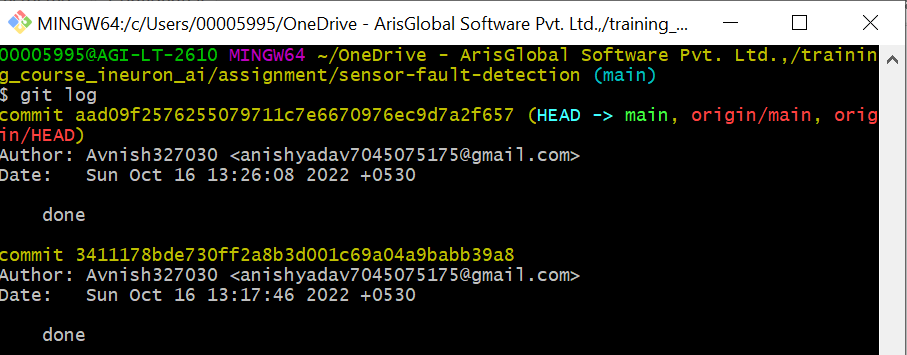 MINGW64:/c/Users/00005995/OneDrive - ArisGlobal Software Pvt. Ltd.,/training_...
00005995@AGI-LT-2610 MINGW64 ~/OneDrive - ArisGlobal Software Pvt. Ltd.,/trainin
g_course_ineuron_ai/assignment/sensor-fault-detection (main)
$ git log
commit aad09f2576255079711c7e6670976ec9d7a2f657 (HEAD -> main, origin/main, orig
in/HEAD)
Author: Avnish327030 <anishyadav7045075175@gmail.com>
Date:   Sun Oct 16 13:26:08 2022 +0530
    done
commit 3411178bde730ff2a8b3d001c69a04a9babb39a8
Author: Avnish327030 <anishyadav7045075175@gmail.com>
Date:   Sun Oct 16 13:17:46 2022 +0530
    done